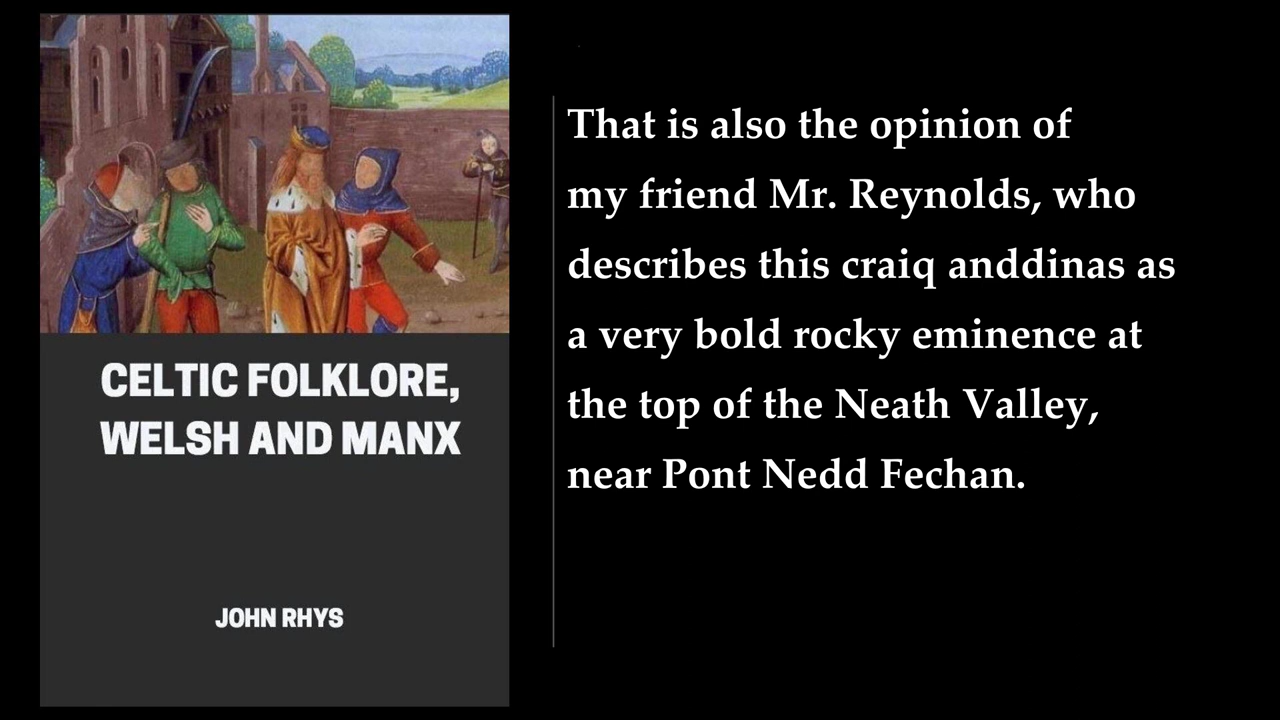 CELTIC FOLKLORE,
WELSH AND MANX
JOHN RHYS
That is also the opinion of
my friend Mr. Reynolds, who
describes this craiq anddinas as
a very bold rocky eminence at
the top of the Neath Valley,
near Pont Nedd Fechan.